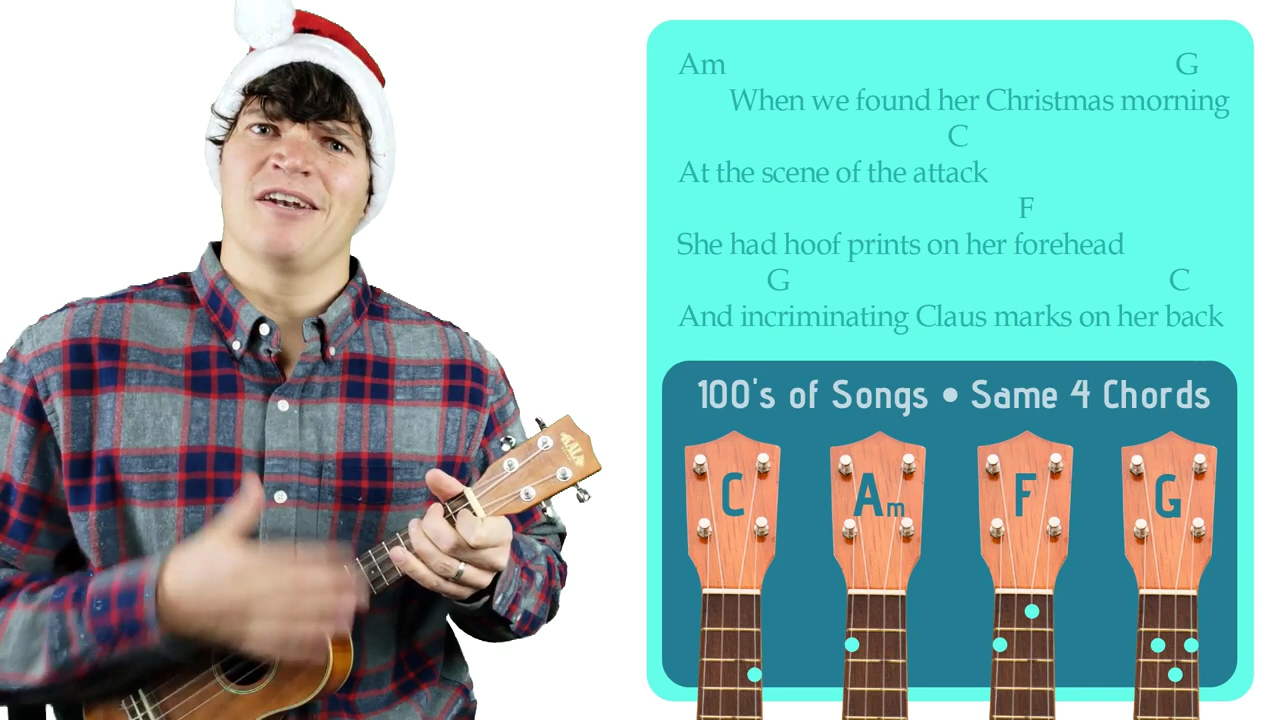 Am G
When we found her Christmas morning
C
At the scene of the attack
F
She had hoof prints on her forehead
G C
And incriminating Claus marks on her back
100's of Songs • Same 4 Chords
C Am F G
KALA